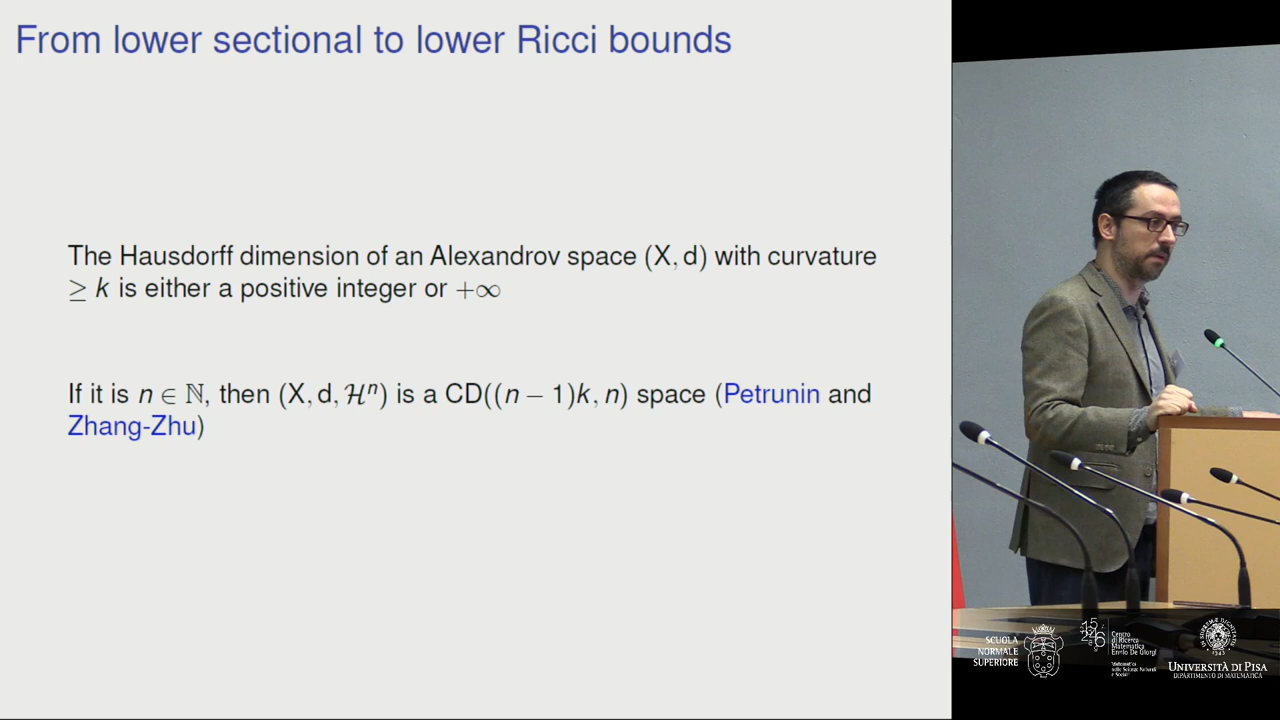 From lower sectional to lower Ricci bounds
The Hausdorff dimension of an Alexandrov space (X, d) with curvature
≥ k is either a positive integer or +∞
If it is n ∈ ℕ, then (X, d, ℋⁿ) is a CD((n − 1)k, n) space (Petrunin and
Zhang-Zhu)
SCUOLA
NORMALE
SUPERIORE
Centro
di Ricerca
Matematica
Ennio De Giorgi
UNIVERSITÀ DI PISA
DIPARTIMENTO DI MATEMATICA